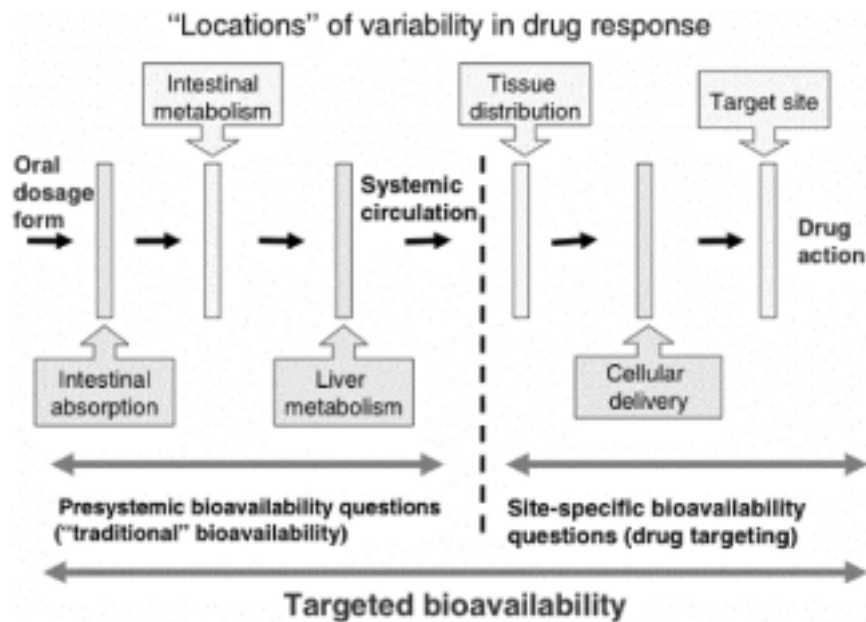 “Locations” of variability in drug response
Intestinal
metabolism
Tissue
distribution
Target site
Oral
dosage
form
Systemic
circulation
Drug
action
Intestinal
absorption
Liver
metabolism
Cellular
delivery
Presystemic bioavailability questions
(“traditional” bioavailability)
Site-specific bioavailability
questions (drug targeting)
Targeted bioavailability